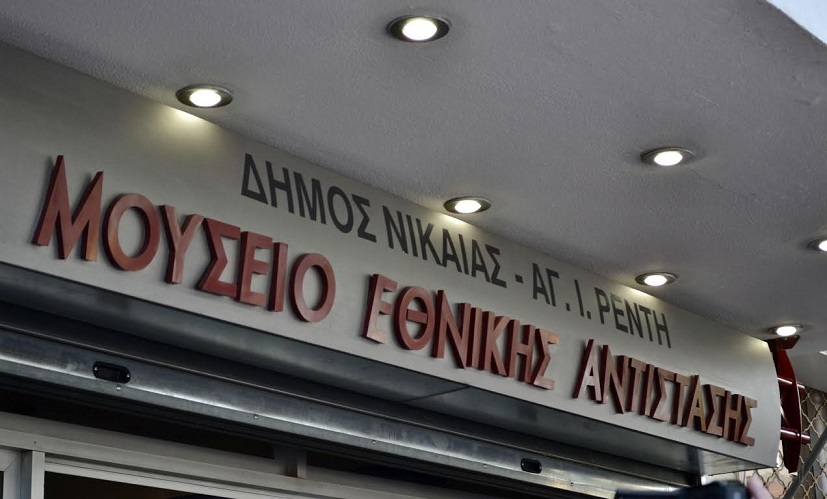 ΔΗΜΟΣ ΝΙΚΑΙΑΣ - ΑΓ. Ι. ΡΕΝΤΗ
ΜΟΥΣΕΙΟ ΕΘΝΙΚΗΣ ΑΝΤΙΣΤΑΣΗΣ